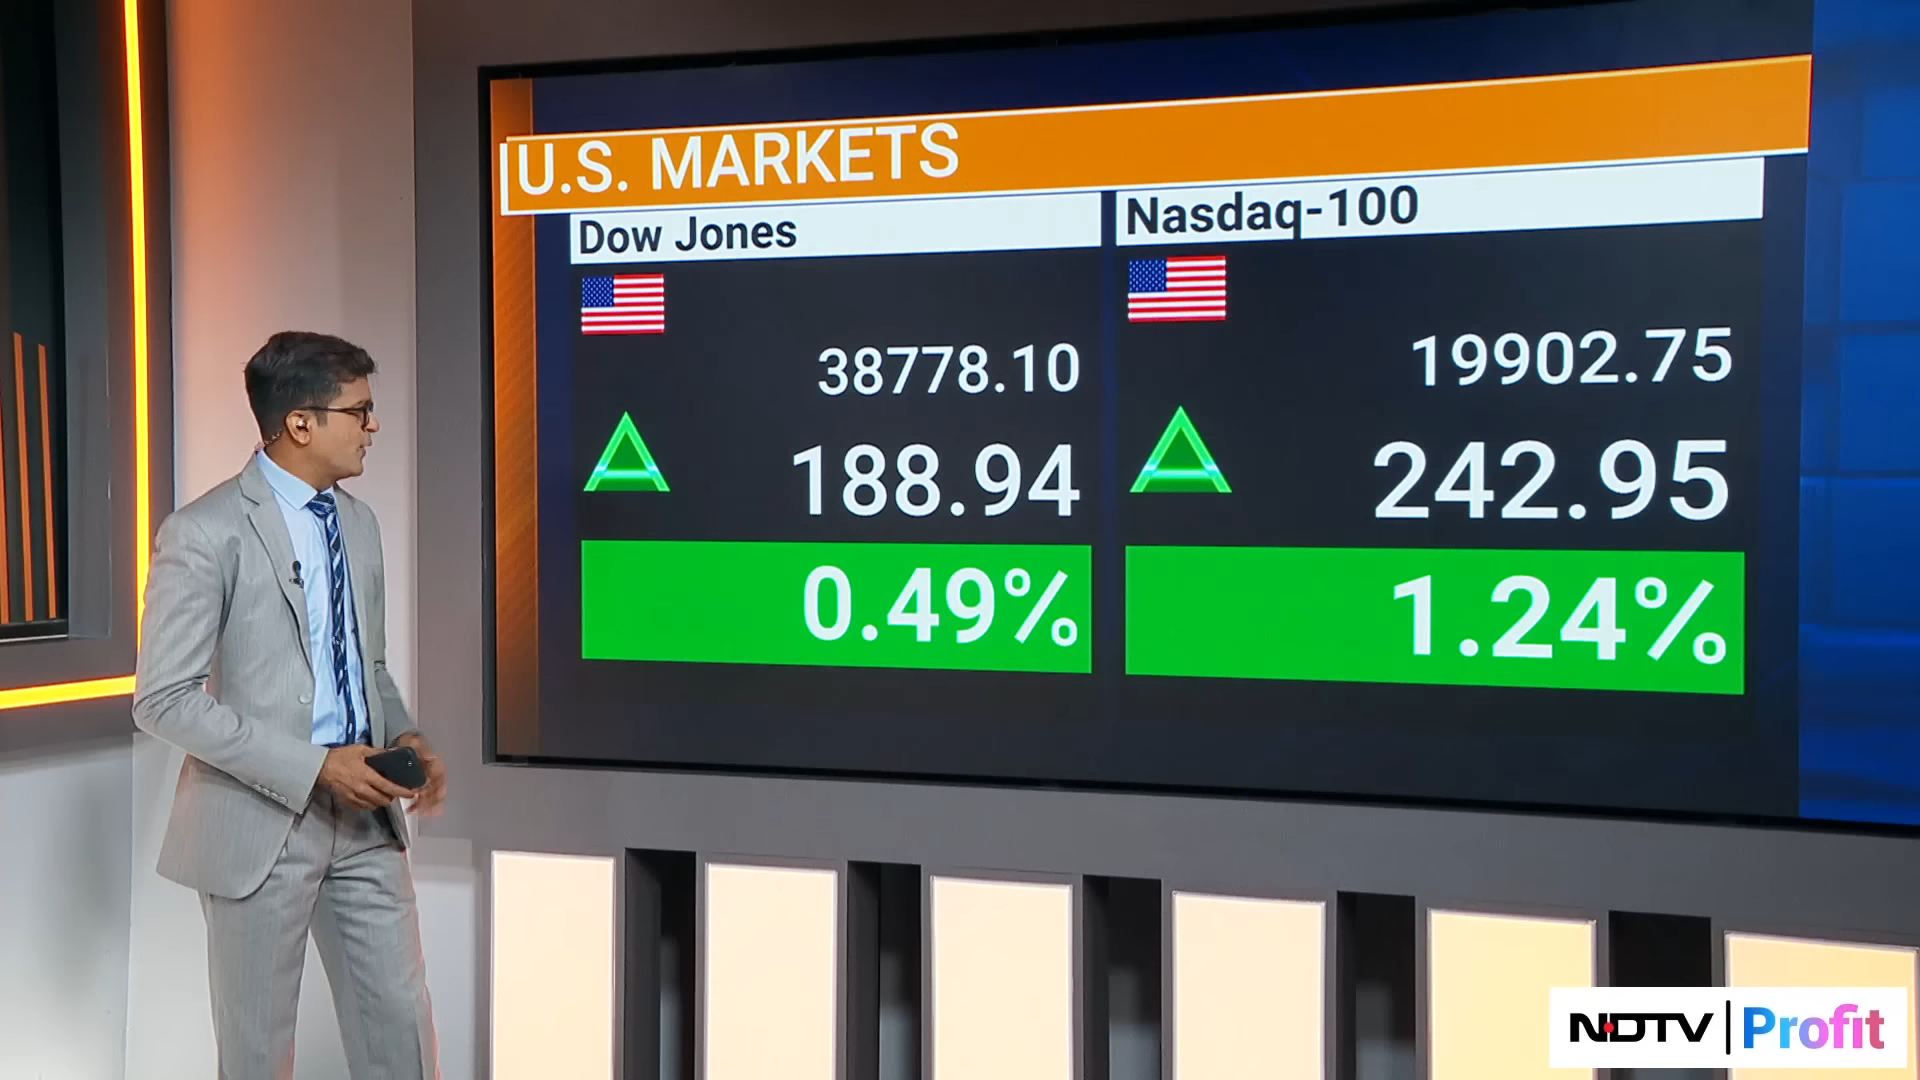 U.S. MARKETS
Dow Jones
38778.10
188.94
0.49%
Nasdaq-100
19902.75
242.95
1.24%
NDTV Profit